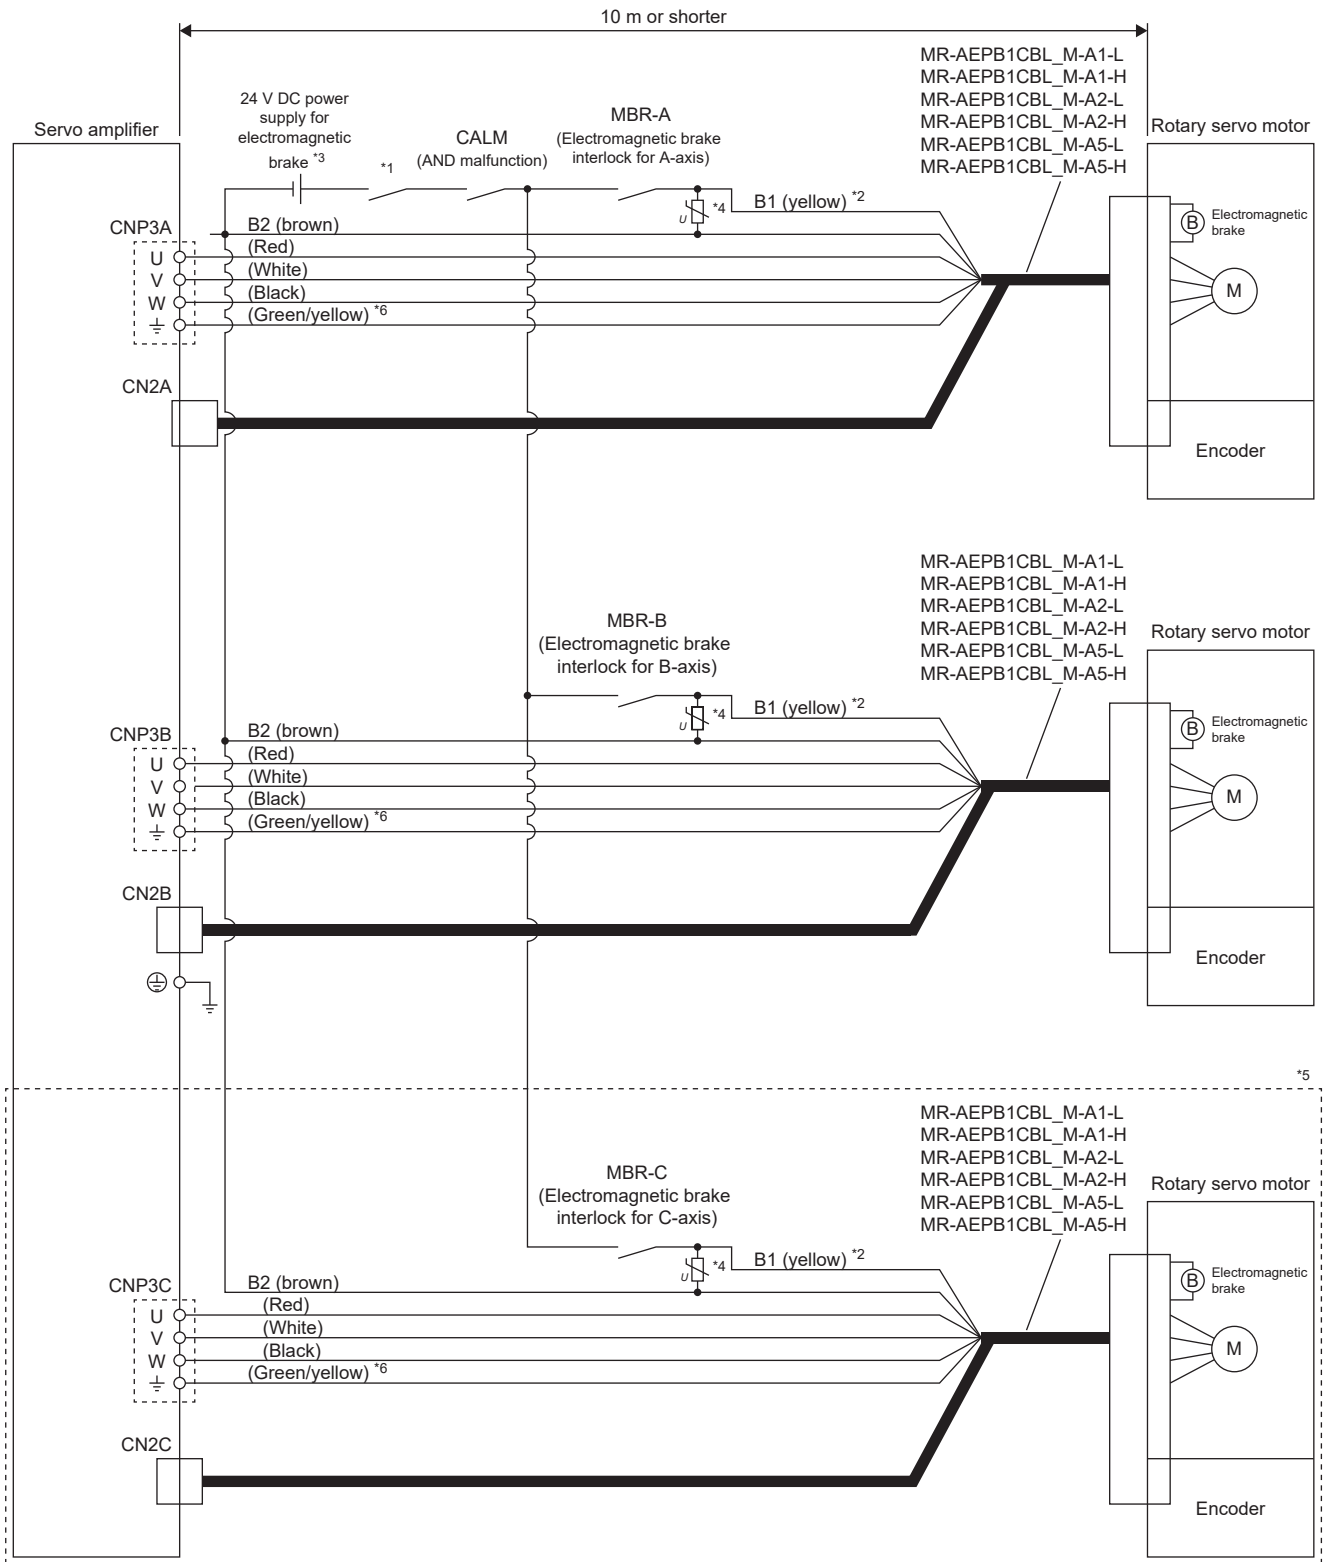 10 m or shorter
MR-AEPB1CBL_M-A1-L
MR-AEPB1CBL_M-A1-H
MR-AEPB1CBL_M-A2-L
MR-AEPB1CBL_M-A2-H
MR-AEPB1CBL_M-A5-L
MR-AEPB1CBL_M-A5-H
Servo amplifier
24 V DC power
supply for
electromagnetic
brake *3
*1
CALM
(AND malfunction)
MBR-A
(Electromagnetic brake
interlock for A-axis)
Rotary servo motor
U
*4
B1 (yellow) *2
B
Electromagnetic
brake
CNP3A
B2 (brown)
U
(Red)
V
(White)
W
(Black)
(Green/yellow) *6
M
CN2A
Encoder
MR-AEPB1CBL_M-A1-L
MR-AEPB1CBL_M-A1-H
MR-AEPB1CBL_M-A2-L
MR-AEPB1CBL_M-A2-H
MR-AEPB1CBL_M-A5-L
MR-AEPB1CBL_M-A5-H
MBR-B
(Electromagnetic brake
interlock for B-axis)
Rotary servo motor
U
*4
B1 (yellow) *2
B
Electromagnetic
brake
CNP3B
B2 (brown)
U
(Red)
V
(White)
W
(Black)
(Green/yellow) *6
M
CN2B
Encoder
*5
MR-AEPB1CBL_M-A1-L
MR-AEPB1CBL_M-A1-H
MR-AEPB1CBL_M-A2-L
MR-AEPB1CBL_M-A2-H
MR-AEPB1CBL_M-A5-L
MR-AEPB1CBL_M-A5-H
MBR-C
(Electromagnetic brake
interlock for C-axis)
Rotary servo motor
U
*4
B1 (yellow) *2
B
Electromagnetic
brake
CNP3C
B2 (brown)
U
(Red)
V
(White)
W
(Black)
(Green/yellow) *6
M
CN2C
Encoder